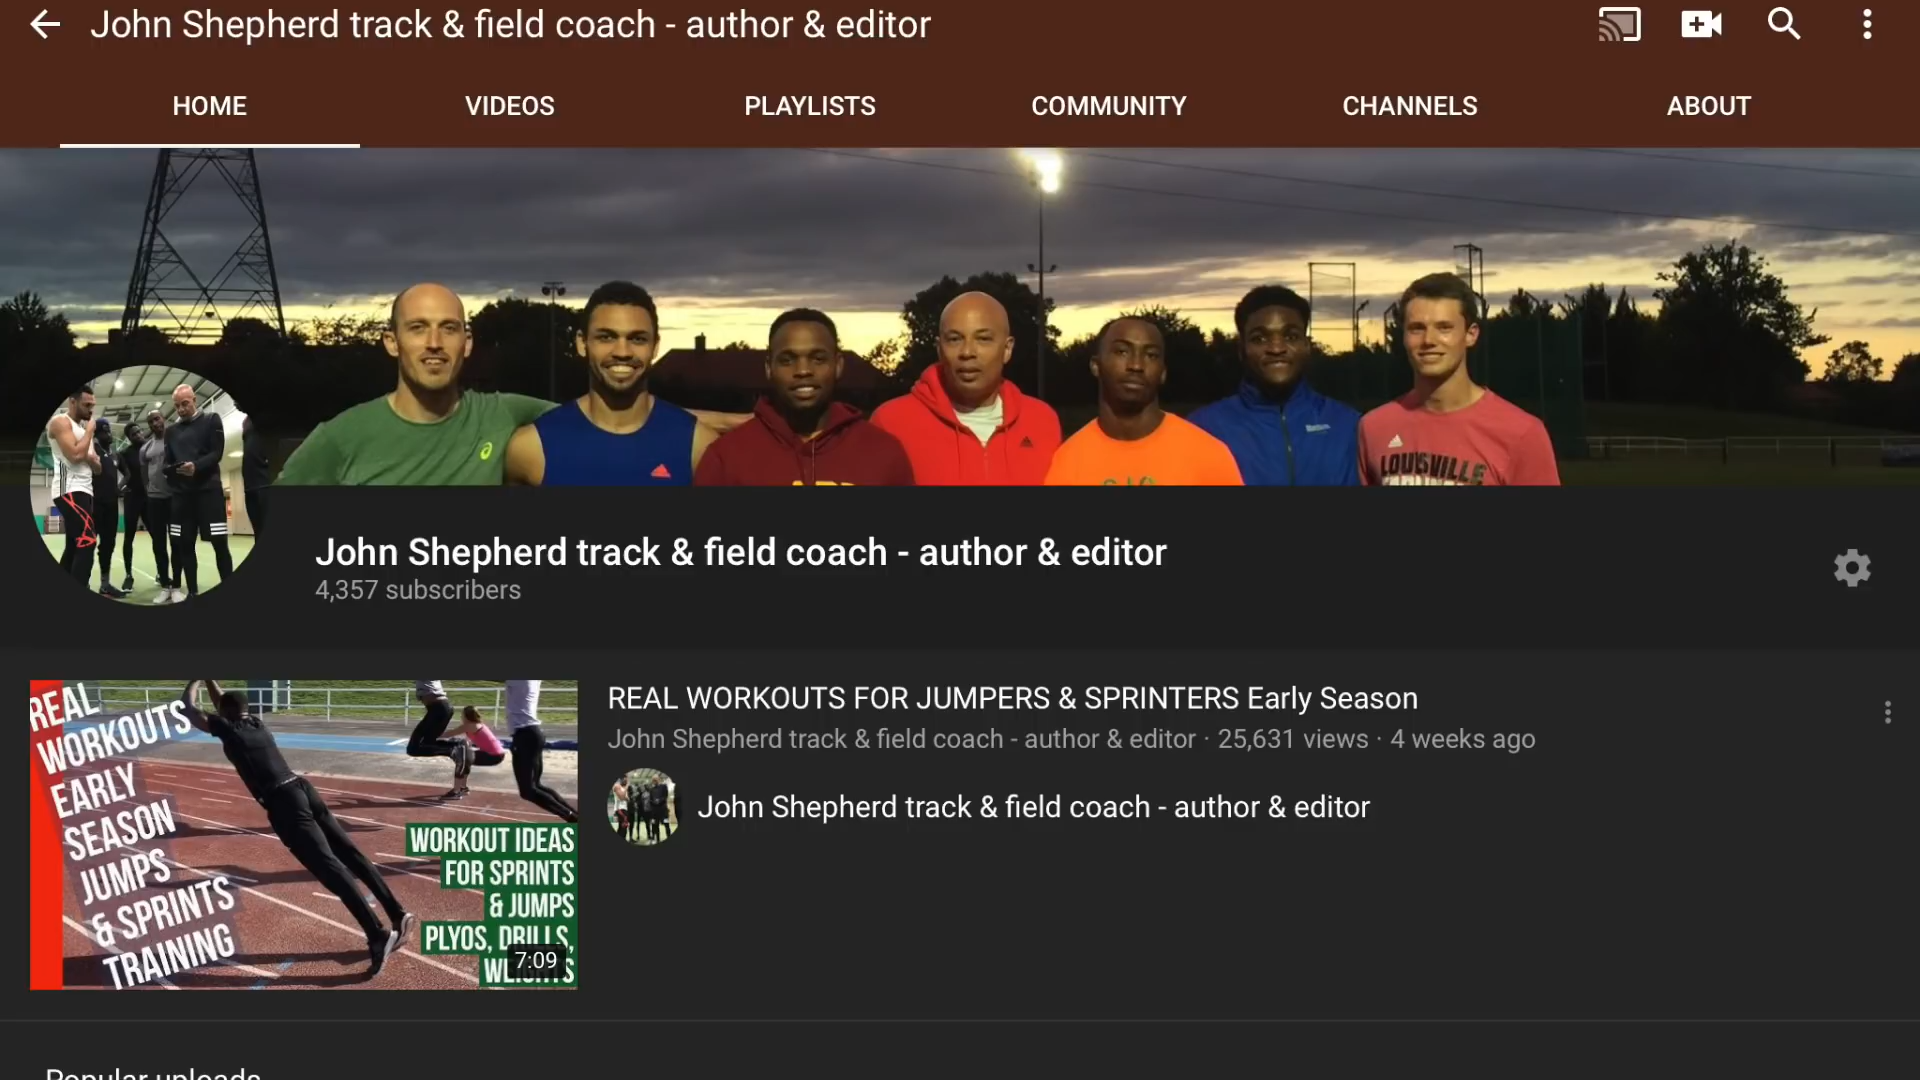 John Shepherd track & field coach - author & editor
HOME VIDEOS PLAYLISTS COMMUNITY CHANNELS ABOUT
LOUISVILLE
John Shepherd track & field coach - author & editor
4,357 subscribers
REAL
WORKOUTS
EARLY
SEASON
JUMPS
& SPRINTS
TRAINING
WORKOUT IDEAS
FOR SPRINTS
& JUMPS
PLYOS, DRILLS,
WEIGHTS
7:09
REAL WORKOUTS FOR JUMPERS & SPRINTERS Early Season
John Shepherd track & field coach - author & editor · 25,631 views · 4 weeks ago
John Shepherd track & field coach - author & editor
Popular uploads